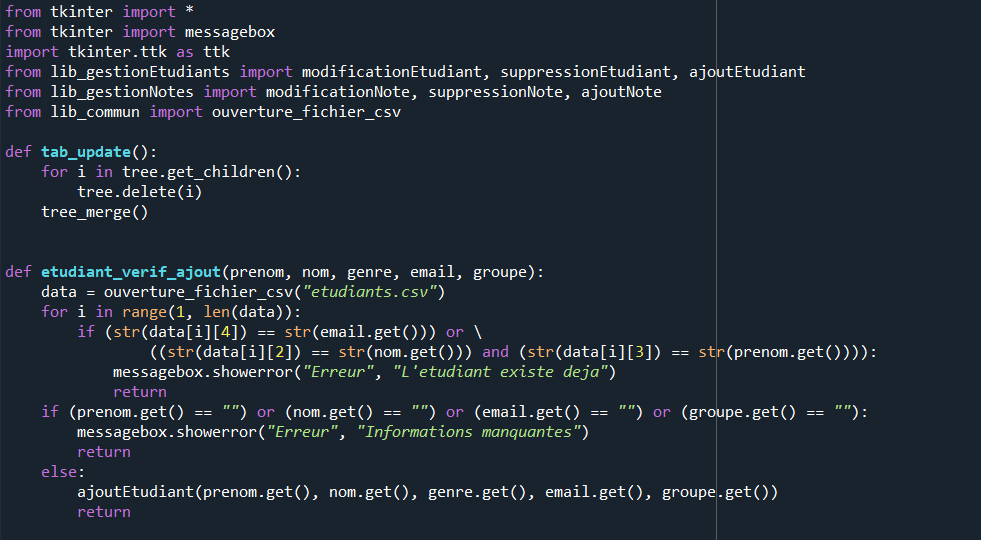 from tkinter import *
from tkinter import messagebox
import tkinter.ttk as ttk
from lib_gestionEtudiants import modificationEtudiant, suppressionEtudiant, ajoutEtudiant
from lib_gestionNotes import modificationNote, suppressionNote, ajoutNote
from lib_commun import ouverture_fichier_csv

def tab_update():
    for i in tree.get_children():
        tree.delete(i)
    tree_merge()


def etudiant_verif_ajout(prenom, nom, genre, email, groupe):
    data = ouverture_fichier_csv("etudiants.csv")
    for i in range(1, len(data)):
        if (str(data[i][4]) == str(email.get())) or \
                ((str(data[i][2]) == str(nom.get())) and (str(data[i][3]) == str(prenom.get()))):
            messagebox.showerror("Erreur", "L'etudiant existe deja")
            return
    if (prenom.get() == "") or (nom.get() == "") or (email.get() == "") or (groupe.get() == ""):
        messagebox.showerror("Erreur", "Informations manquantes")
        return
    else:
        ajoutEtudiant(prenom.get(), nom.get(), genre.get(), email.get(), groupe.get())
        return